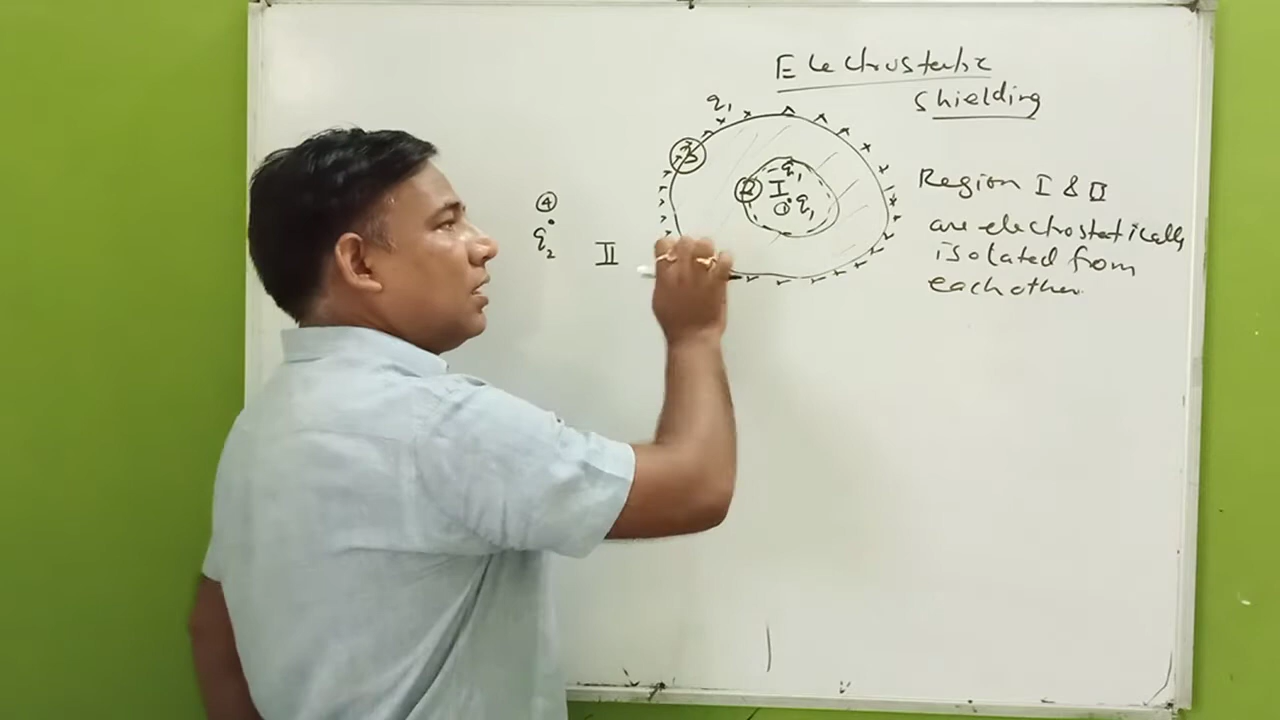 Electrostatic
Shielding
q₁
③
-q₁
② I
① q₁
④
q₂
II
Region I & II
are electrostatically
isolated from
each other.